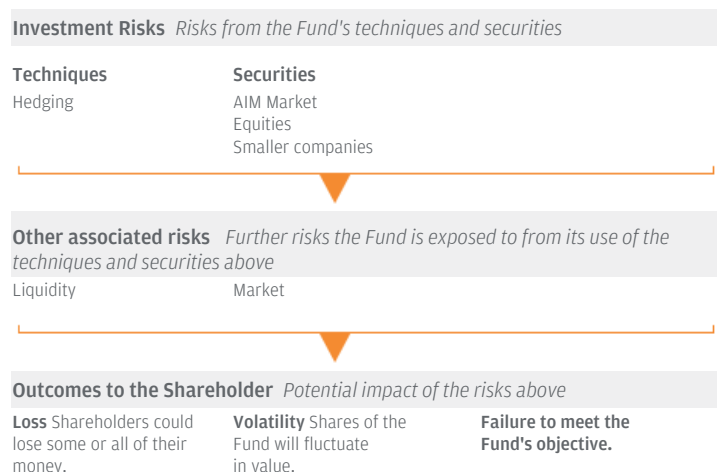 Investment Risks Risks from the Fund's techniques and securities
Techniques Securities
Hedging AIM Market
Equities
Smaller companies
Other associated risks Further risks the Fund is exposed to from its use of the
techniques and securities above
Liquidity Market
Outcomes to the Shareholder Potential impact of the risks above
Loss Shareholders could
lose some or all of their
money.
Volatility Shares of the
Fund will fluctuate
in value.
Failure to meet the
Fund's objective.